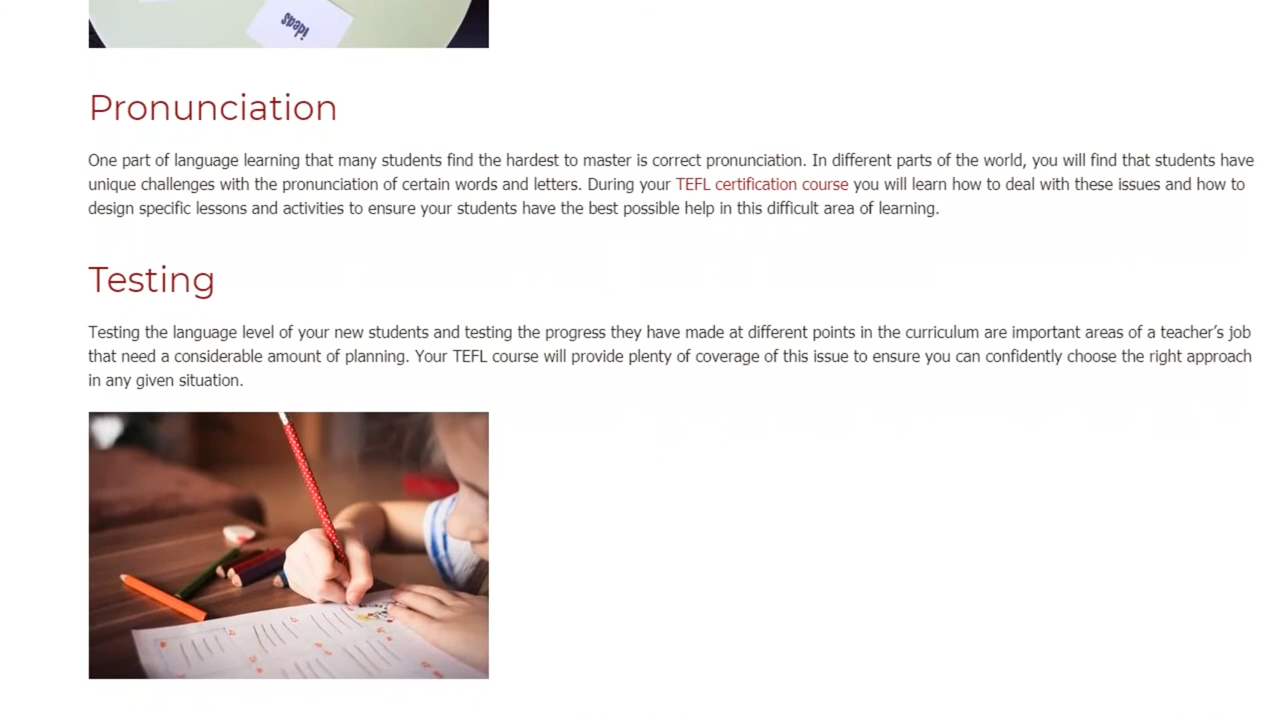 ideas
Pronunciation
One part of language learning that many students find the hardest to master is correct pronunciation. In different parts of the world, you will find that students have
unique challenges with the pronunciation of certain words and letters. During your TEFL certification course you will learn how to deal with these issues and how to
design specific lessons and activities to ensure your students have the best possible help in this difficult area of learning.
Testing
Testing the language level of your new students and testing the progress they have made at different points in the curriculum are important areas of a teacher’s job
that need a considerable amount of planning. Your TEFL course will provide plenty of coverage of this issue to ensure you can confidently choose the right approach
in any given situation.